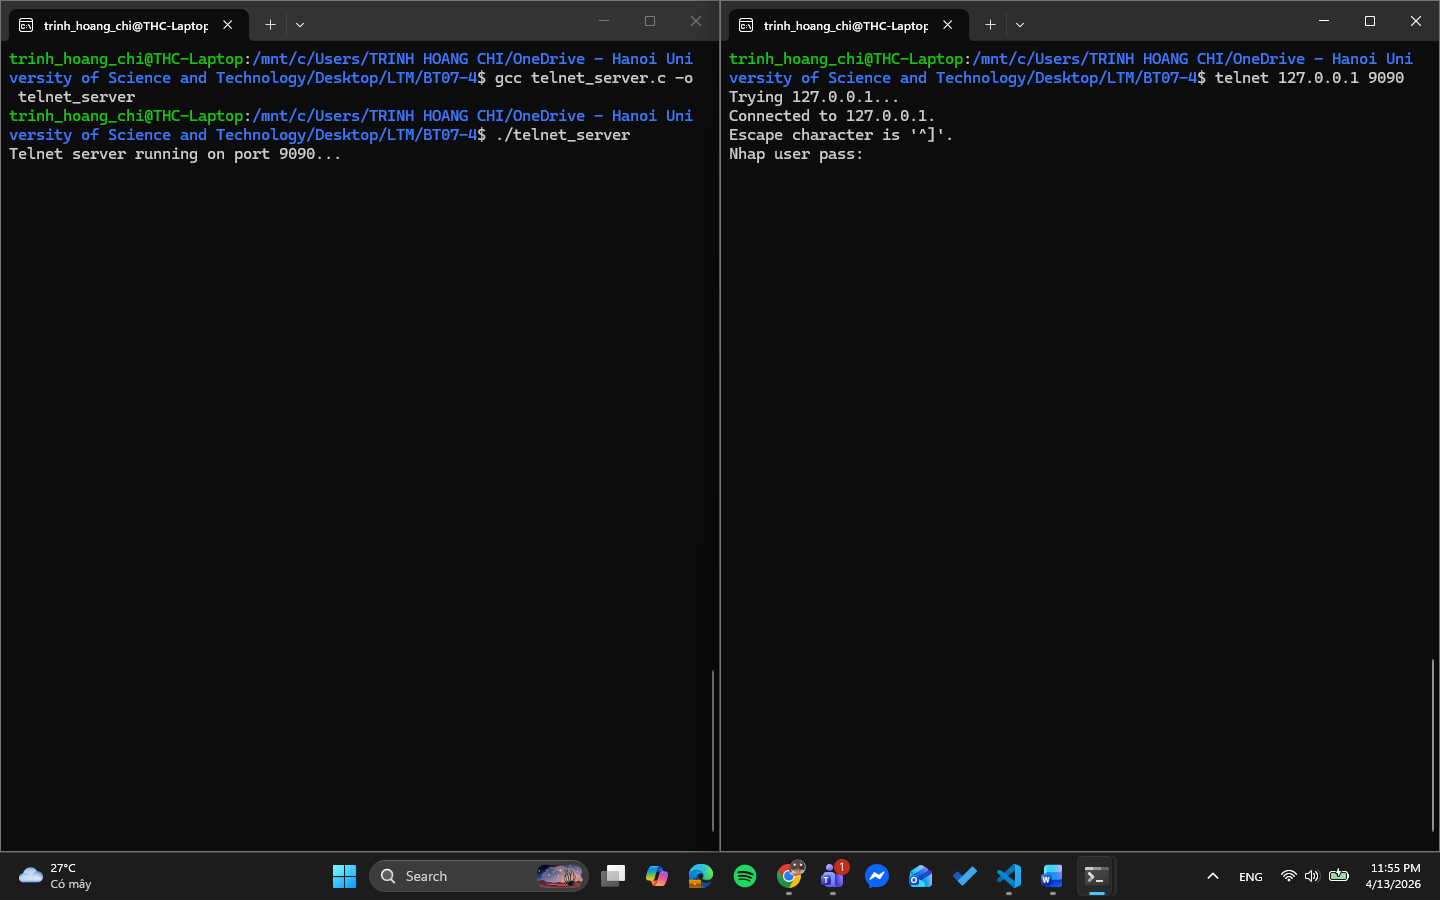 trinh_hoang_chi@THC-Laptop
trinh_hoang_chi@THC-Laptop:/mnt/c/Users/TRINH HOANG CHI/OneDrive - Hanoi Uni
versity of Science and Technology/Desktop/LTM/BT07-4$ gcc telnet_server.c -o
telnet_server
trinh_hoang_chi@THC-Laptop:/mnt/c/Users/TRINH HOANG CHI/OneDrive - Hanoi Uni
versity of Science and Technology/Desktop/LTM/BT07-4$ ./telnet_server
Telnet server running on port 9090...
trinh_hoang_chi@THC-Laptop
trinh_hoang_chi@THC-Laptop:/mnt/c/Users/TRINH HOANG CHI/OneDrive - Hanoi Uni
versity of Science and Technology/Desktop/LTM/BT07-4$ telnet 127.0.0.1 9090
Trying 127.0.0.1...
Connected to 127.0.0.1.
Escape character is '^]'.
Nhap user pass:
27°C
Có mây
Search
1
ENG
11:55 PM
4/13/2026